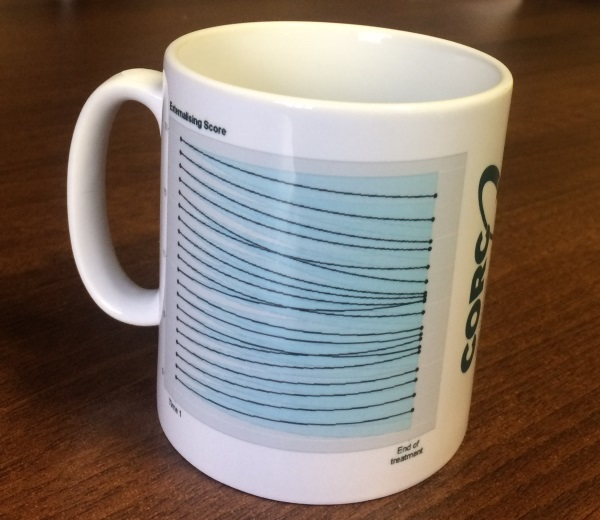 Externalising Score
CORC
Time 1
End of
treatment